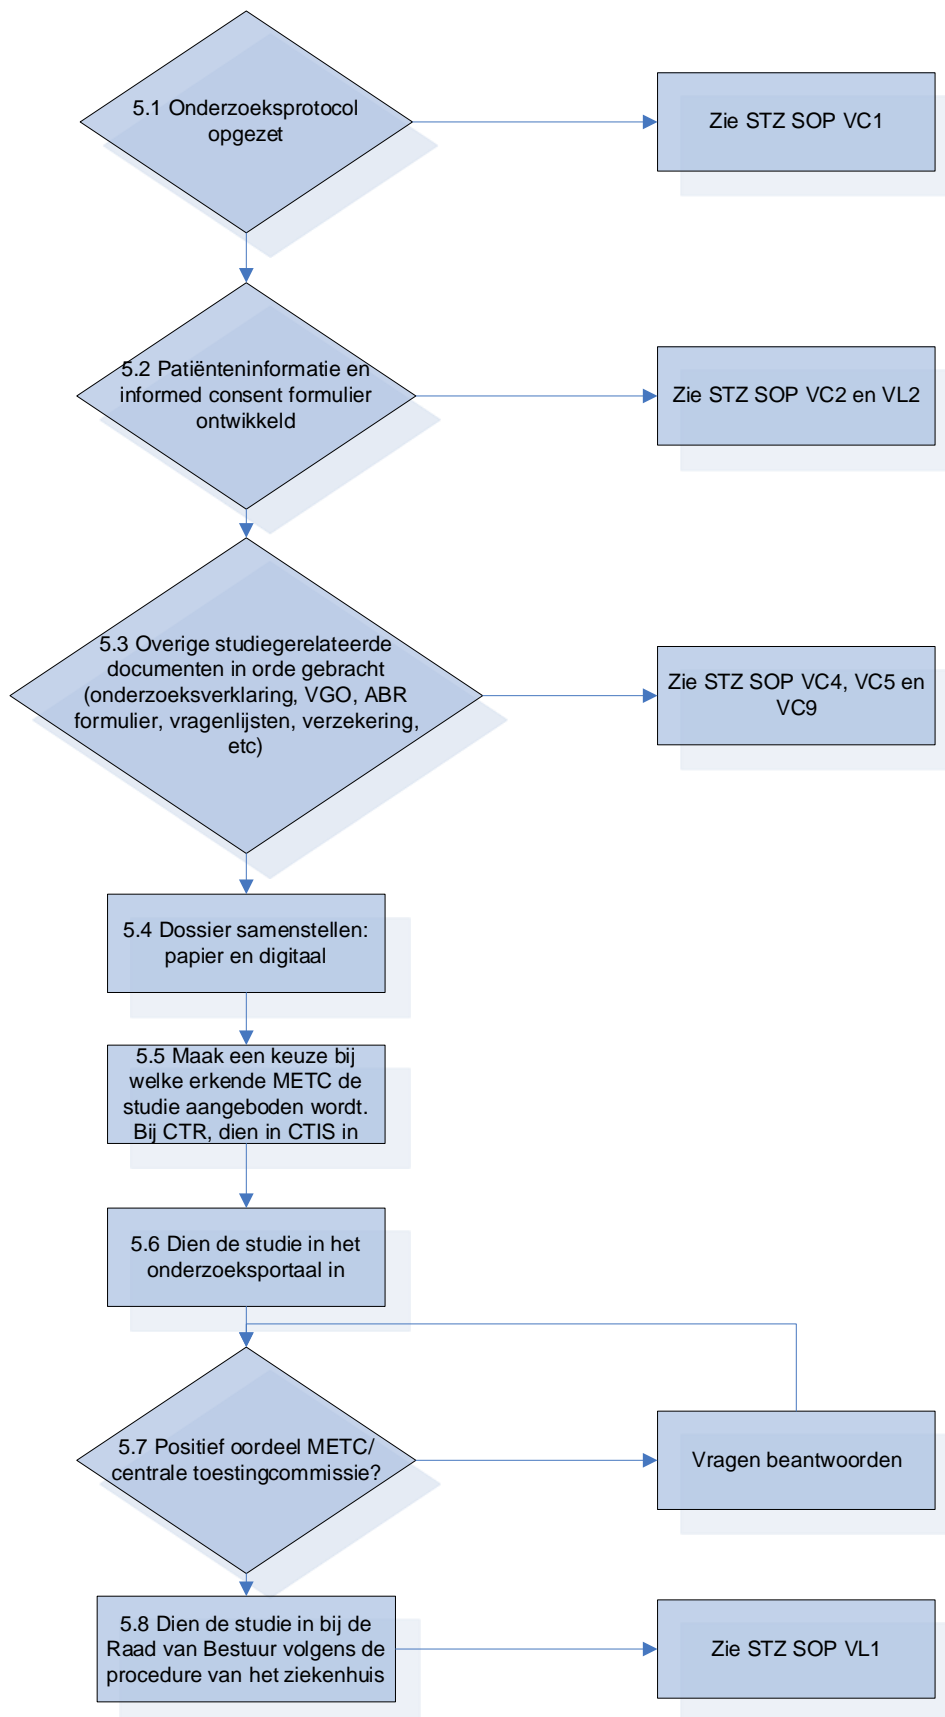 5.1 Onderzoeksprotocol
opgezet
Zie STZ SOP VC1
5.2 Patiënteninformatie en
informed consent formulier
ontwikkeld
Zie STZ SOP VC2 en VL2
5.3 Overige studiegerelateerde
documenten in orde gebracht
(onderzoeksverklaring, VGO, ABR
formulier, vragenlijsten, verzekering,
etc)
Zie STZ SOP VC4, VC5 en
VC9
5.4 Dossier samenstellen:
papier en digitaal
5.5 Maak een keuze bij
welke erkende METC de
studie aangeboden wordt.
Bij CTR, dien in CTIS in
5.6 Dien de studie in het
onderzoeksportaal in
5.7 Positief oordeel METC/
centrale toestingcommissie?
Vragen beantwoorden
5.8 Dien de studie in bij de
Raad van Bestuur volgens de
procedure van het ziekenhuis
Zie STZ SOP VL1